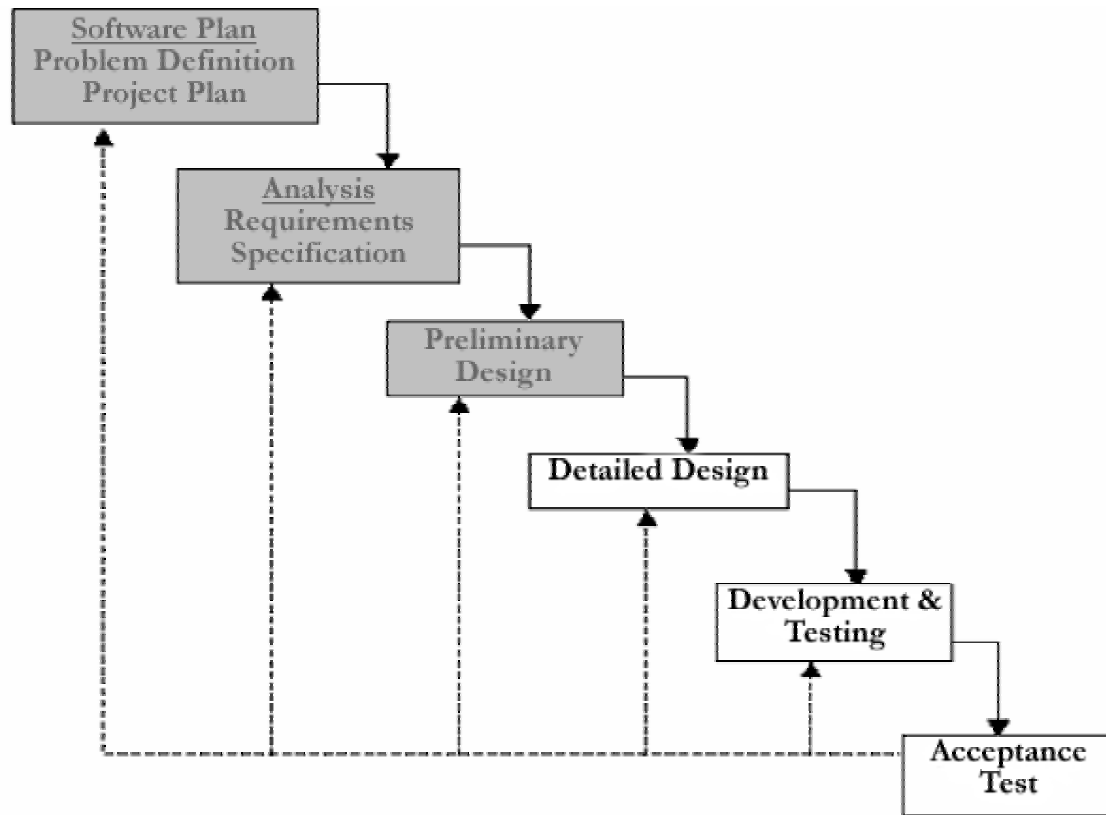 Software Plan
Problem Definition
Project Plan
Analysis
Requirements
Specification
Preliminary
Design
Detailed Design
Development &
Testing
Acceptance
Test